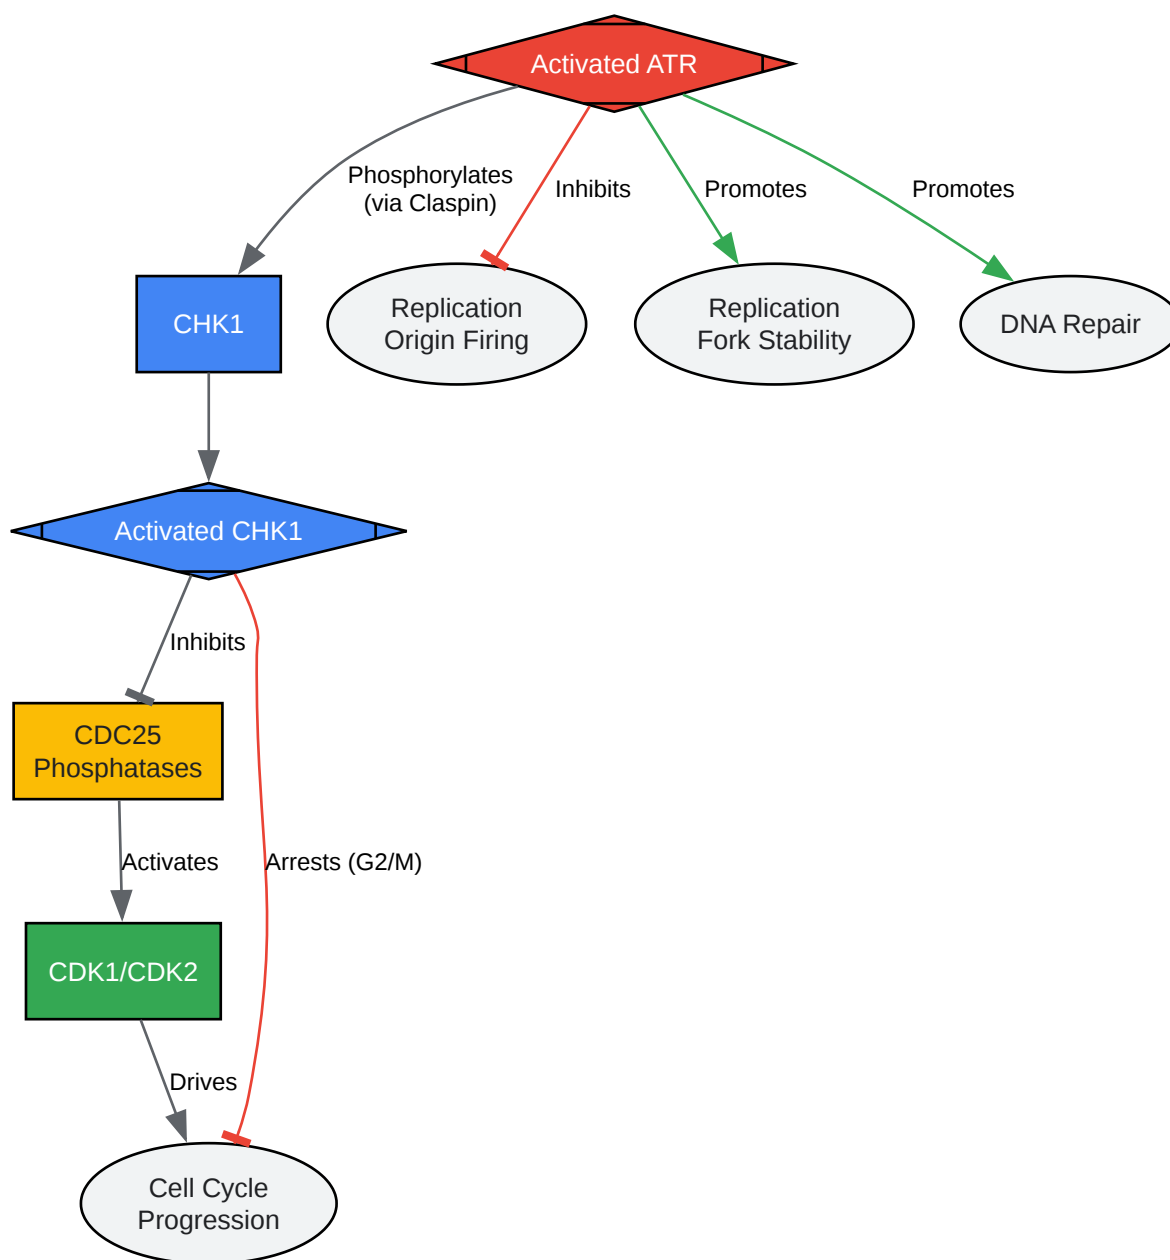 Activated ATR
Phosphorylates
(via Claspin)
Inhibits
Promotes
Promotes
CHK1
Replication
Origin Firing
Replication
Fork Stability
DNA Repair
Activated CHK1
Inhibits
CDC25
Phosphatases
Activates
Arrests (G2/M)
CDK1/CDK2
Drives
Cell Cycle
Progression